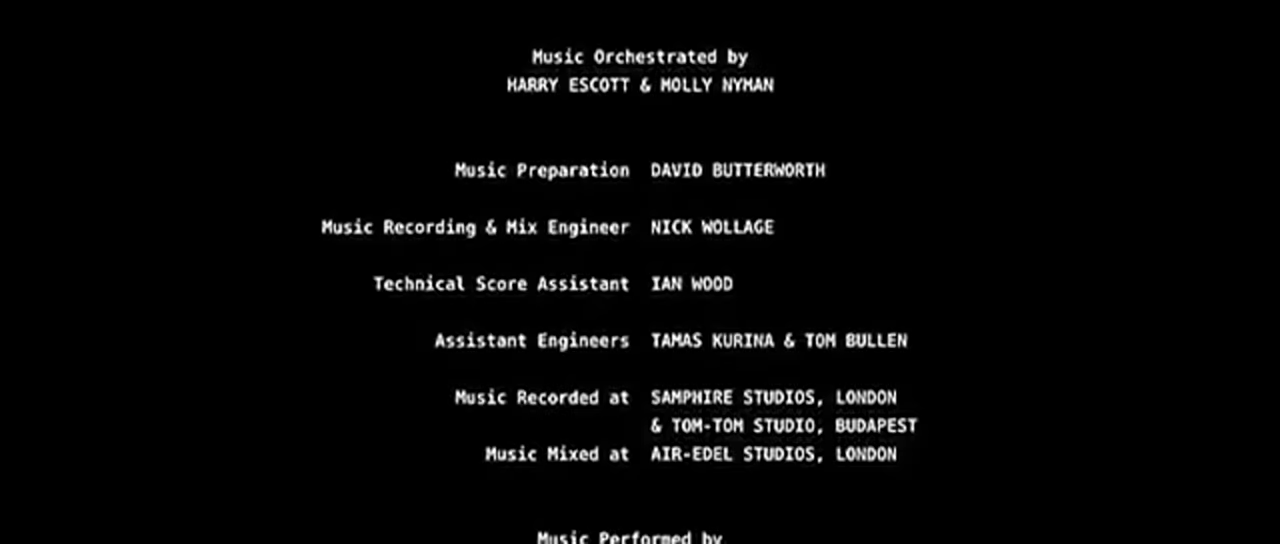 Music Orchestrated by
HARRY ESCOTT & MOLLY NYMAN
Music Preparation DAVID BUTTERWORTH
Music Recording & Mix Engineer NICK WOLLAGE
Technical Score Assistant IAN WOOD
Assistant Engineers TAMAS KURINA & TOM BULLEN
Music Recorded at SAMPHIRE STUDIOS, LONDON
& TOM-TOM STUDIO, BUDAPEST
Music Mixed at AIR-EDEL STUDIOS, LONDON
Music Performed by